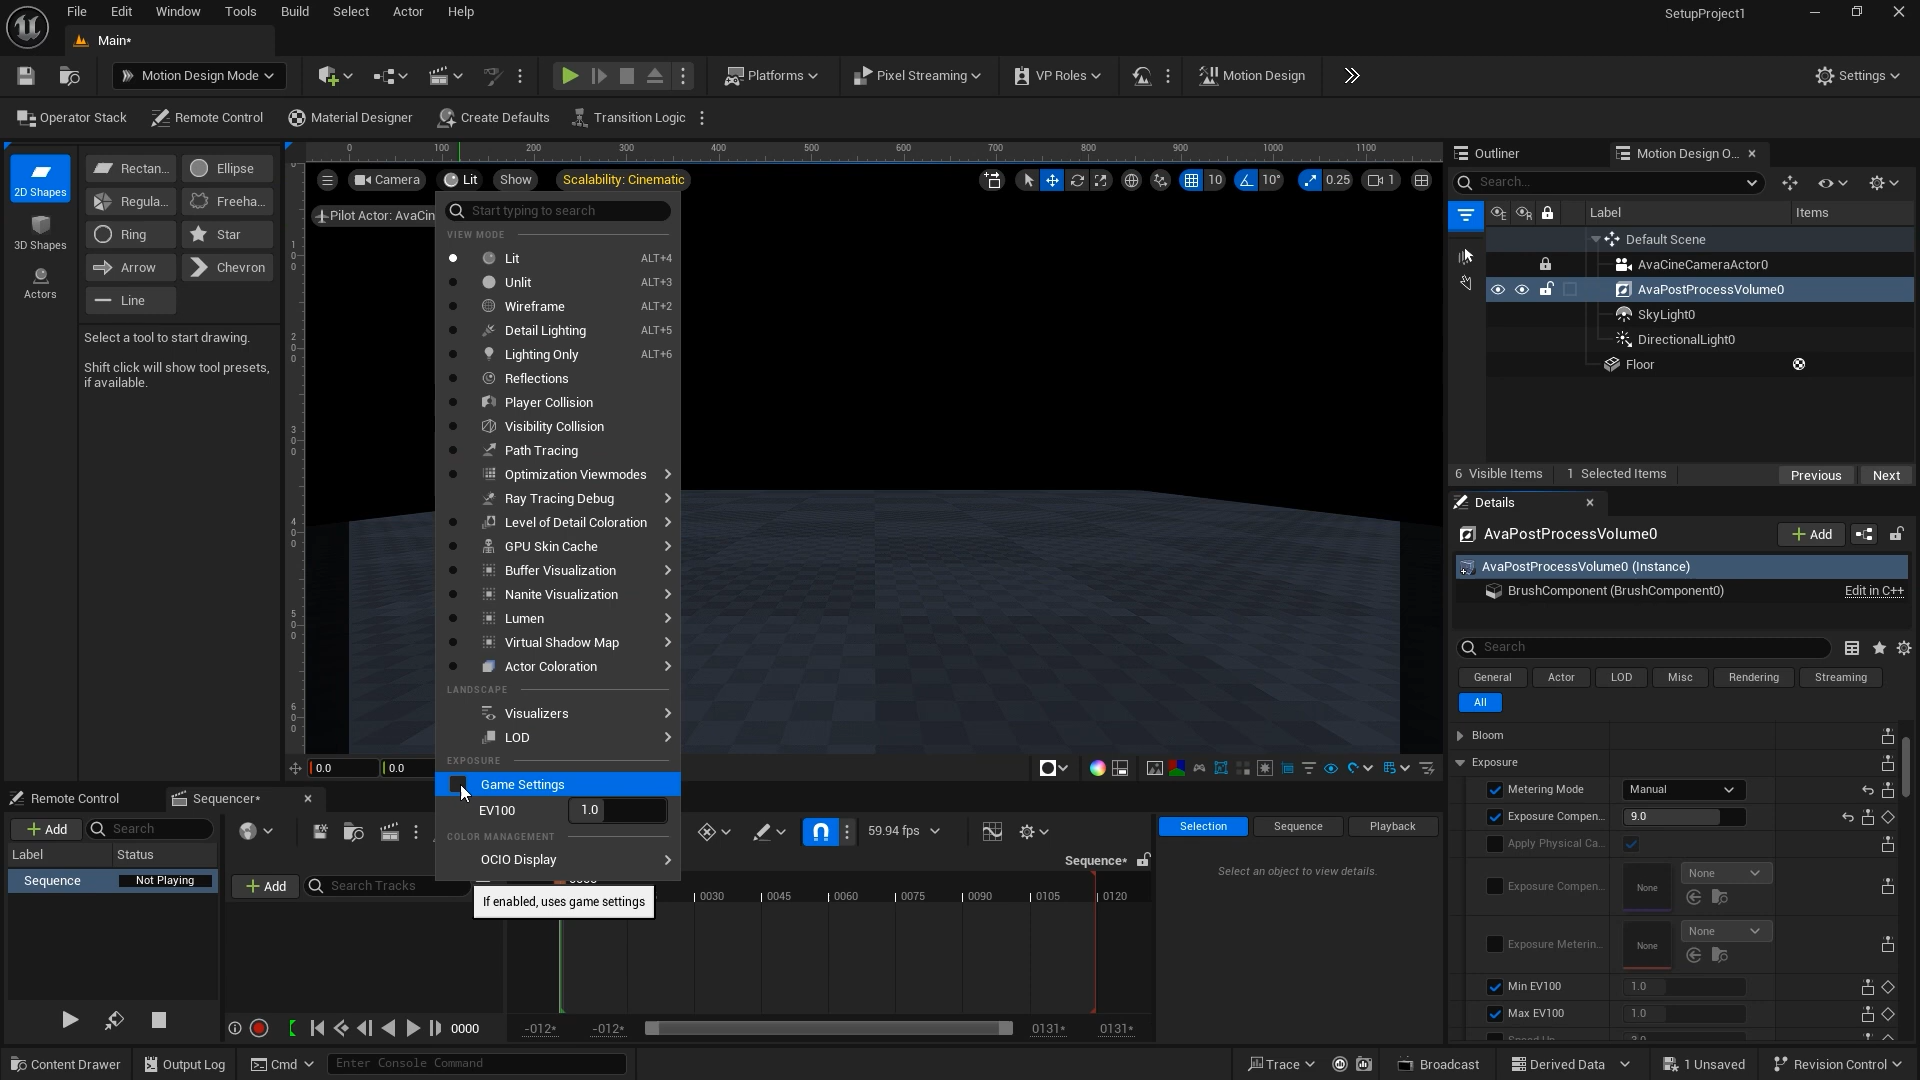 File Edit Window Tools Build Select Actor Help
SetupProject1
Main*
Motion Design Mode
Platforms
Pixel Streaming
VP Roles
Motion Design
Settings
Operator Stack
Remote Control
Material Designer
Create Defaults
Transition Logic
2D Shapes
3D Shapes
Actors
Rectan... Ellipse
Regula... Freeha...
Ring Star
Arrow Chevron
Line
Select a tool to start drawing.
Shift click will show tool presets,
if available.
0 100 200 300 400 500 600 700 800 900 1000 1100
Camera Lit Show Scalability: Cinematic
10 10° 0.25 1
Pilot Actor: AvaCin
Start typing to search
VIEW MODE
Lit ALT+4
Unlit ALT+3
Wireframe ALT+2
Detail Lighting ALT+5
Lighting Only ALT+6
Reflections
Player Collision
Visibility Collision
Path Tracing
Optimization Viewmodes
Ray Tracing Debug
Level of Detail Coloration
GPU Skin Cache
Buffer Visualization
Nanite Visualization
Lumen
Virtual Shadow Map
Actor Coloration
LANDSCAPE
Visualizers
LOD
EXPOSURE
Game Settings
EV100 1.0
COLOR MANAGEMENT
OCIO Display
If enabled, uses game settings
0.0 0.0
Outliner
Motion Design O...
Search...
Label Items
Default Scene
AvaCineCameraActor0
AvaPostProcessVolume0
SkyLight0
DirectionalLight0
Floor
6 Visible Items 1 Selected Items Previous Next
Details
AvaPostProcessVolume0
Add
AvaPostProcessVolume0 (Instance)
BrushComponent (BrushComponent0) Edit in C++
Search
General Actor LOD Misc Rendering Streaming
All
Bloom
Exposure
Metering Mode Manual
Exposure Compen... 9.0
Apply Physical Ca...
Exposure Compen... None None
Exposure Meterin... None None
Min EV100 1.0
Max EV100 1.0
Remote Control
Sequencer*
Add Search
Label Status
Sequence Not Playing
59.94 fps
Sequence*
Add Search Tracks
0030 0045 0060 0075 0090 0105 0120
0000
-012* -012* 0131* 0131*
Selection Sequence Playback
Select an object to view details.
Content Drawer Output Log Cmd Enter Console Command
Trace Broadcast Derived Data 1 Unsaved Revision Control